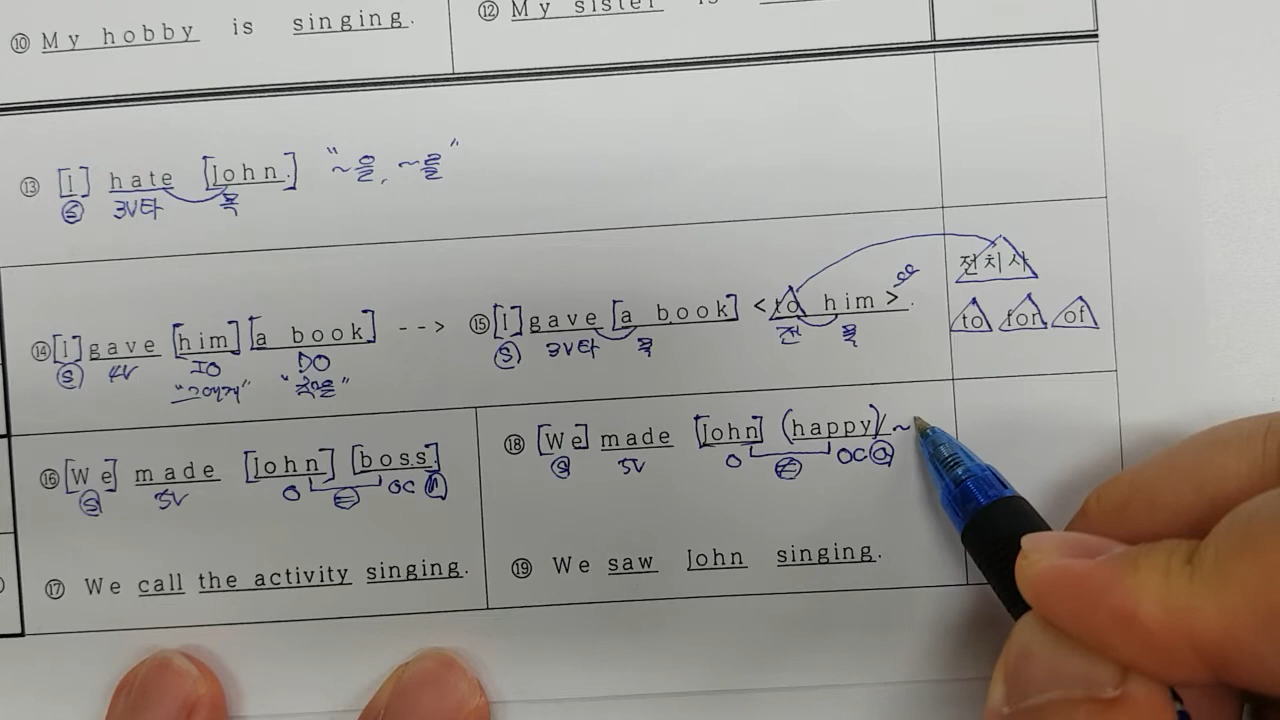 ⑩ My hobby is singing. ⑫ My sister is
⑬ [I] hate [John.] "~을, ~를"
ⓢ 3V타 목
전치사
⑭ [I] gave [him] [a book] --> ⑮ [I] gave [a book] <to him>.
to for of
ⓢ 4V IO DO ⓢ 3V타 목 전 목
"~에게" "~을"
⑯ [We] made [John] [boss] ⑱ [We] made [John] (happy)/ ~
ⓢ 5V O = OC ⓝ ⓢ 5V O = OC ⓐ
⑰ We call the activity singing. ⑲ We saw John singing.